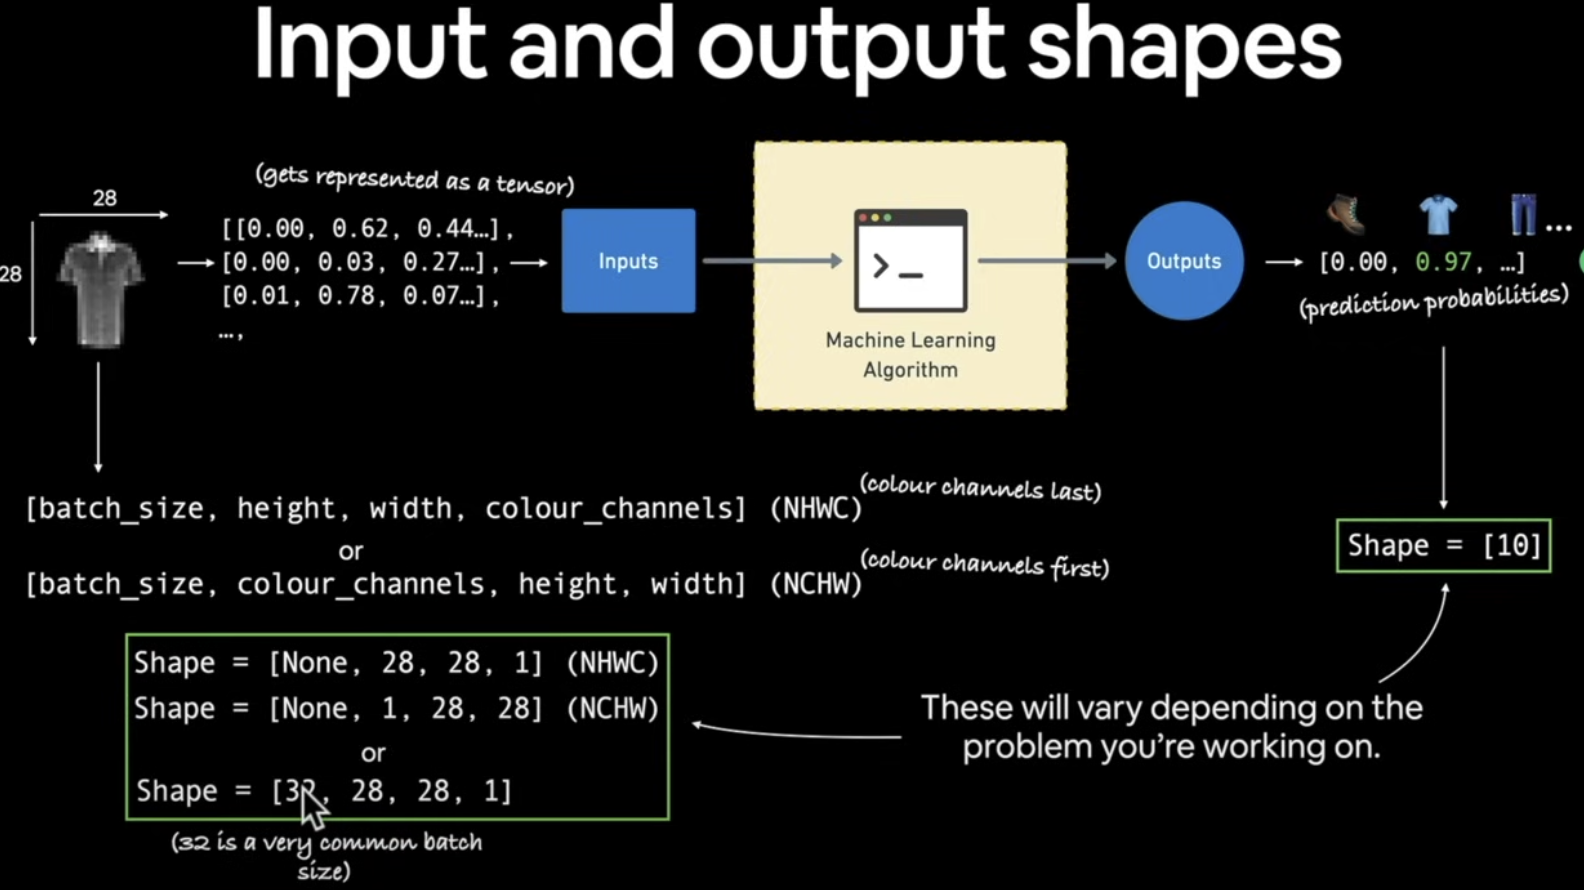 Input and output shapes
(gets represented as a tensor)
28
28
[[0.00, 0.62, 0.44…],
[0.00, 0.03, 0.27…],
[0.01, 0.78, 0.07…],
…,
Inputs
Machine Learning
Algorithm
Outputs
...
[0.00, 0.97, …]
(prediction probabilities)
[batch_size, height, width, colour_channels] (NHWC)
(colour channels last)
or
[batch_size, colour_channels, height, width] (NCHW)
(colour channels first)
Shape = [10]
Shape = [None, 28, 28, 1] (NHWC)
Shape = [None, 1, 28, 28] (NCHW)
or
Shape = [32, 28, 28, 1]
(32 is a very common batch
size)
These will vary depending on the
problem you’re working on.